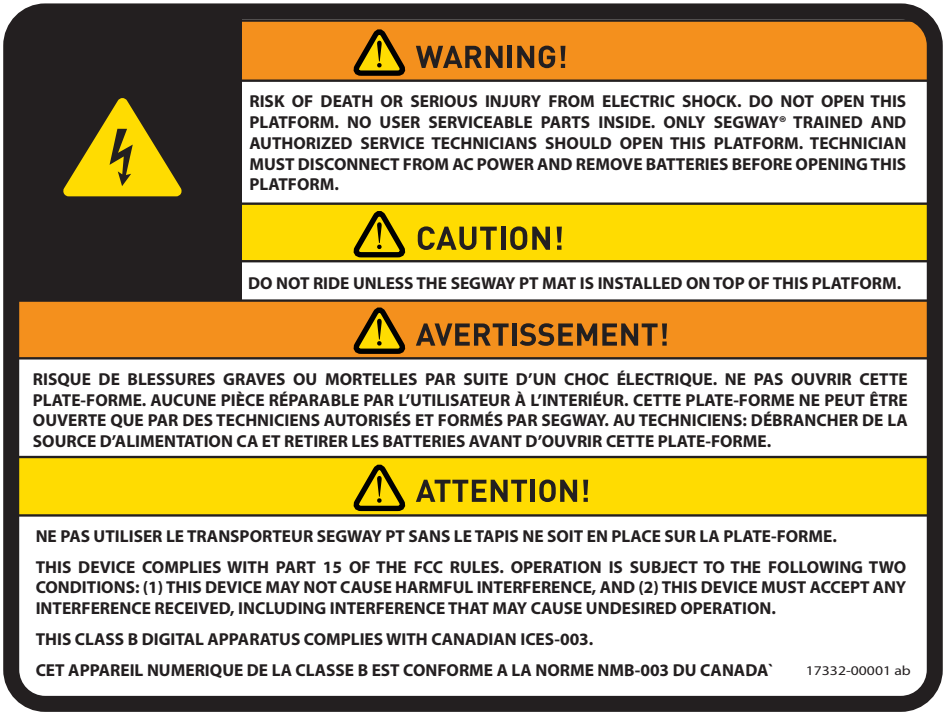 WARNING!
RISK OF DEATH OR SERIOUS INJURY FROM ELECTRIC SHOCK. DO NOT OPEN THIS
PLATFORM. NO USER SERVICEABLE PARTS INSIDE. ONLY SEGWAY® TRAINED AND
AUTHORIZED SERVICE TECHNICIANS SHOULD OPEN THIS PLATFORM. TECHNICIAN
MUST DISCONNECT FROM AC POWER AND REMOVE BATTERIES BEFORE OPENING THIS
PLATFORM.
CAUTION!
DO NOT RIDE UNLESS THE SEGWAY PT MAT IS INSTALLED ON TOP OF THIS PLATFORM.
AVERTISSEMENT!
RISQUE DE BLESSURES GRAVES OU MORTELLES PAR SUITE D’UN CHOC ÉLECTRIQUE. NE PAS OUVRIR CETTE
PLATE-FORME. AUCUNE PIÈCE RÉPARABLE PAR L’UTILISATEUR À L’INTERIÉUR. CETTE PLATE-FORME NE PEUT ÊTRE
OUVERTE QUE PAR DES TECHNICIENS AUTORISÉS ET FORMÉS PAR SEGWAY. AU TECHNICIENS: DÉBRANCHER DE LA
SOURCE D’ALIMENTATION CA ET RETIRER LES BATTERIES AVANT D’OUVRIR CETTE PLATE-FORME.
ATTENTION!
NE PAS UTILISER LE TRANSPORTEUR SEGWAY PT SANS LE TAPIS NE SOIT EN PLACE SUR LA PLATE-FORME.
THIS DEVICE COMPLIES WITH PART 15 OF THE FCC RULES. OPERATION IS SUBJECT TO THE FOLLOWING TWO
CONDITIONS: (1) THIS DEVICE MAY NOT CAUSE HARMFUL INTERFERENCE, AND (2) THIS DEVICE MUST ACCEPT ANY
INTERFERENCE RECEIVED, INCLUDING INTERFERENCE THAT MAY CAUSE UNDESIRED OPERATION.
THIS CLASS B DIGITAL APPARATUS COMPLIES WITH CANADIAN ICES-003.
CET APPAREIL NUMERIQUE DE LA CLASSE B EST CONFORME A LA NORME NMB-003 DU CANADA` 17332-00001 ab